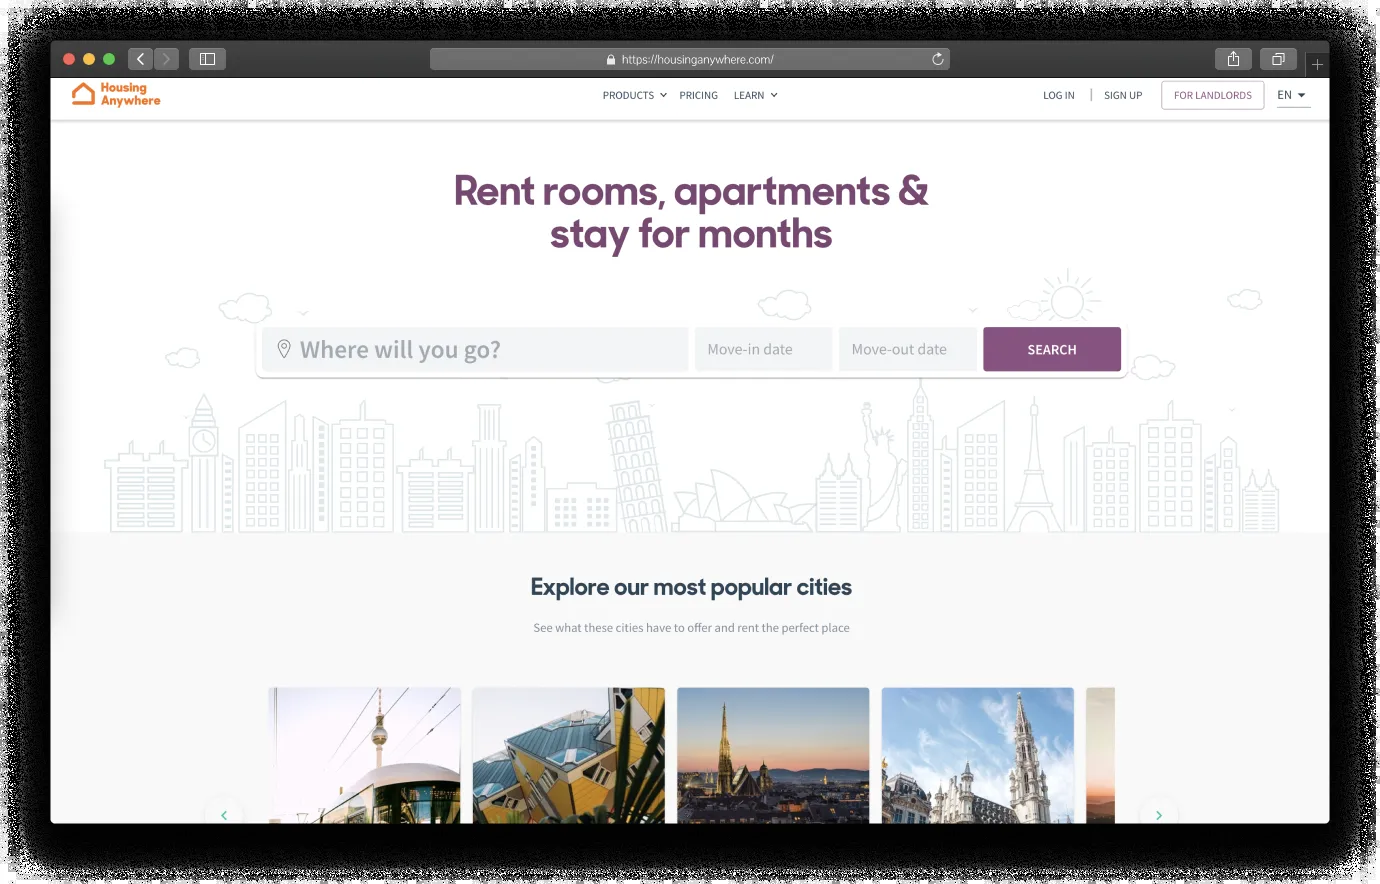 https://housinganywhere.com/
Housing
Anywhere
PRODUCTS
PRICING
LEARN
LOG IN
SIGN UP
FOR LANDLORDS
EN
Rent rooms, apartments &
stay for months
Where will you go?
Move-in date
Move-out date
SEARCH
Explore our most popular cities
See what these cities have to offer and rent the perfect place